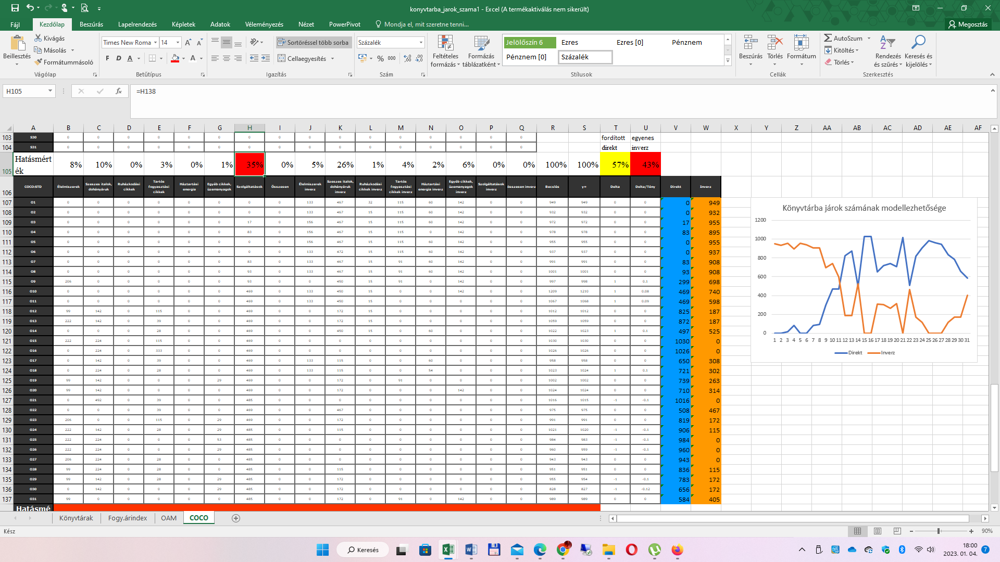 konyvtarba_jarok_szama1 - Excel (A termékaktiválás nem sikerült)
Fájl Kezdőlap Beszúrás Lapelrendezés Képletek Adatok Véleményezés Nézet PowerPivot Mondja el, mit szeretne tenni... Megosztás
Beillesztés Kivágás Másolás Formátummásoló Vágólap
Times New Roma 14 F D A Betűtípus
Sortöréssel több sorba Cellaegyesítés Igazítás
Százalék % 000 Szám
Feltételes formázás Formázás táblázatként
Jelölőszín 6 Ezres Ezres [0] Pénznem
Pénznem [0] Százalék
Stílusok
Beszúrás Törlés Formátum Cellák
AutoSzum Kitöltés Törlés Rendezés és szűrés Keresés és kijelölés Szerkesztés
H105 fx =H138
A B C D E F G H I J K L M N O P Q R S T U V W X Y Z AA AB AC AD AE AF
103 S30 0 0 0 0 0 0 0 0 0 0 0 0 0 0 0 0 fordított egyenes
104 S31 0 0 0 0 0 0 0 0 0 0 0 0 0 0 0 0 direkt inverz
105 Hatásmérték 8% 10% 0% 3% 0% 1% 35% 0% 5% 26% 1% 4% 2% 6% 0% 0% 100% 100% 57% 43%
106 COCO:STD Élelmiszerek Szeszes italok, dohányáruk Ruházkodási cikkek Tartós fogyasztási cikkek Háztartási energia Egyéb cikkek, üzemanyagok Szolgáltatások Összesen Élelmiszerek inverz Szeszes italok, dohányáruk inverz Ruházkodási cikkek inverz Tartós fogyasztási cikkek inverz Háztartási energia inverz Egyéb cikkek, üzemanyagok inverz Szolgáltatások inverz összesen inverz Becslés y= Delta Delta/Tény Direkt Inverz
107 O1 0 0 0 0 0 0 0 0 133 467 32 115 60 142 0 0 949 949 0 0 0 949
108 O2 0 0 0 0 0 0 0 0 133 467 15 115 60 142 0 0 932 932 0 0 0 932
109 O3 0 0 0 0 0 0 17 0 156 467 15 115 60 142 0 0 972 972 0 0 17 955
110 O4 0 0 0 0 0 0 83 0 156 467 15 115 0 142 0 0 978 978 0 0 83 895
111 O5 0 0 0 0 0 0 0 0 156 467 15 115 60 142 0 0 955 955 0 0 0 955
112 O6 0 0 0 0 0 0 0 0 133 472 15 115 60 142 0 0 937 937 0 0 0 937
113 O7 0 0 0 0 0 0 83 0 133 467 15 91 60 142 0 0 991 991 0 0 83 908
114 O8 0 0 0 0 0 0 93 0 133 467 15 91 60 142 0 0 1001 1001 0 0 93 908
115 O9 206 0 0 0 0 0 93 0 0 450 15 91 0 142 0 0 997 998 1 0.1 299 698
116 O10 0 0 0 0 0 0 469 0 133 450 15 0 0 142 0 0 1209 1210 1 0.08 469 740
117 O11 0 0 0 0 0 0 469 0 133 450 15 0 0 0 0 0 1067 1068 1 0.09 469 598
118 O12 99 142 0 115 0 0 469 0 0 172 15 0 0 0 0 0 1012 1012 0 0 825 187
119 O13 222 142 0 39 0 0 469 0 0 172 15 0 0 0 0 0 1059 1059 0 0 872 187
120 O14 0 0 0 28 0 0 469 0 0 450 15 0 60 0 0 0 1022 1023 1 0.1 497 525
121 O15 222 224 0 115 0 0 469 0 0 0 0 0 0 0 0 0 1030 1030 0 0 1030 0
122 O16 0 224 0 333 0 0 469 0 0 0 0 0 0 0 0 0 1026 1026 0 0 1026 0
123 O17 0 142 0 39 0 0 469 0 133 115 0 0 60 0 0 0 958 958 0 0 650 308
124 O18 0 224 0 28 0 0 469 0 133 115 0 0 54 0 0 0 1023 1024 1 0.1 721 302
125 O19 99 142 0 0 0 29 469 0 0 172 0 91 0 0 0 0 1002 1002 0 0 739 263
126 O20 99 142 0 0 0 0 469 0 0 172 0 0 0 142 0 0 1024 1024 0 0 710 314
127 O21 0 492 0 39 0 0 485 0 0 0 0 0 0 0 0 0 1016 1015 -1 -0.1 1016 0
128 O22 0 0 0 39 0 0 469 0 0 467 0 0 0 0 0 0 975 975 0 0 508 467
129 O23 206 0 0 115 0 29 469 0 0 172 0 0 0 0 0 0 991 991 0 0 819 172
130 O24 222 142 0 28 0 29 485 0 0 115 0 0 0 0 0 0 1021 1020 -1 -0.1 906 115
131 O25 222 224 0 0 0 53 485 0 0 0 0 0 0 0 0 0 984 983 -1 -0.1 984 0
132 O26 222 224 0 0 0 29 485 0 0 0 0 0 0 0 0 0 960 959 -1 -0.1 960 0
133 O27 206 224 0 28 0 0 485 0 0 0 0 0 0 0 0 0 943 943 0 0 943 0
134 O28 99 224 0 28 0 0 485 0 0 115 0 0 0 0 0 0 951 951 0 0 836 115
135 O29 99 142 0 28 0 29 485 0 0 172 0 0 0 0 0 0 955 954 -1 -0.1 783 172
136 O30 0 142 0 0 0 29 485 0 0 172 0 0 0 0 0 0 828 827 -1 -0.12 656 172
137 O31 99 0 0 0 0 0 485 0 0 172 0 91 0 142 0 0 989 989 0 0 584 405
Hatásmé
Könyvtárba járok számának modellezhetősége
1200
1000
800
600
400
200
0
1 2 3 4 5 6 7 8 9 10 11 12 13 14 15 16 17 18 19 20 21 22 23 24 25 26 27 28 29 30 31
Direkt Inverz
Könyvtárak Fogy.árindex OAM COCO
Kész 90%
Keresés
18:00
2023. 01. 04. 7